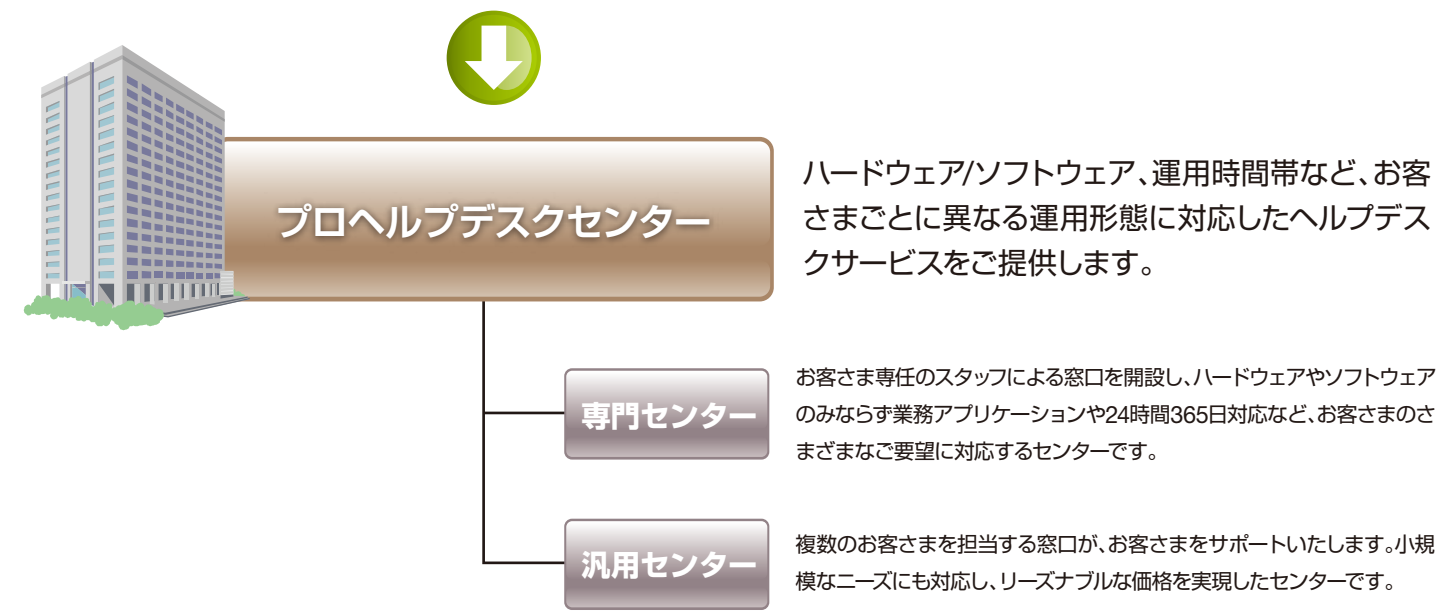 プロヘルプデスクセンター
ハードウェア/ソフトウェア、運用時間帯など、お客
さまごとに異なる運用形態に対応したヘルプデス
クサービスをご提供します。
専門センター
お客さま専任のスタッフによる窓口を開設し、ハードウェアやソフトウェア
のみならず業務アプリケーションや24時間365日対応など、お客さまのさ
まざまなご要望に対応するセンターです。
汎用センター
複数のお客さまを担当する窓口が、お客さまをサポートいたします。小規
模なニーズにも対応し、リーズナブルな価格を実現したセンターです。